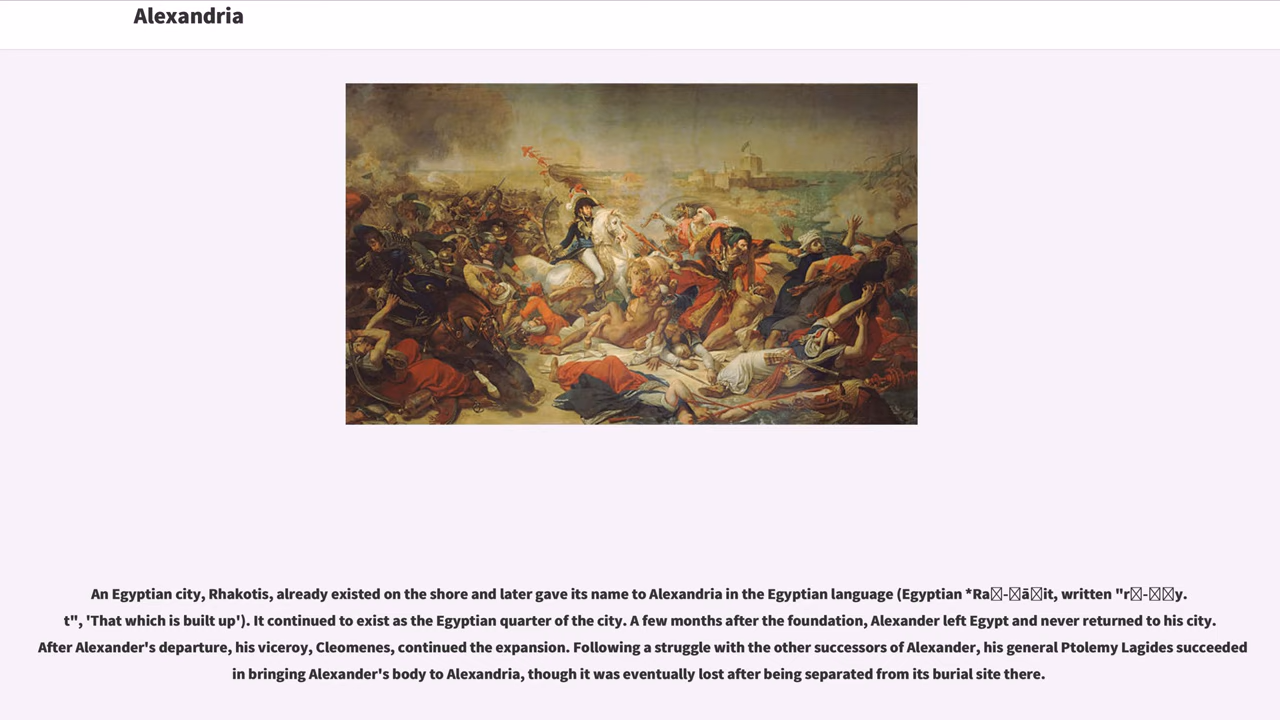 Alexandria
An Egyptian city, Rhakotis, already existed on the shore and later gave its name to Alexandria in the Egyptian language (Egyptian *Ra□-□ā□it, written "r□-□□y.
t", 'That which is built up'). It continued to exist as the Egyptian quarter of the city. A few months after the foundation, Alexander left Egypt and never returned to his city.
After Alexander's departure, his viceroy, Cleomenes, continued the expansion. Following a struggle with the other successors of Alexander, his general Ptolemy Lagides succeeded
in bringing Alexander's body to Alexandria, though it was eventually lost after being separated from its burial site there.